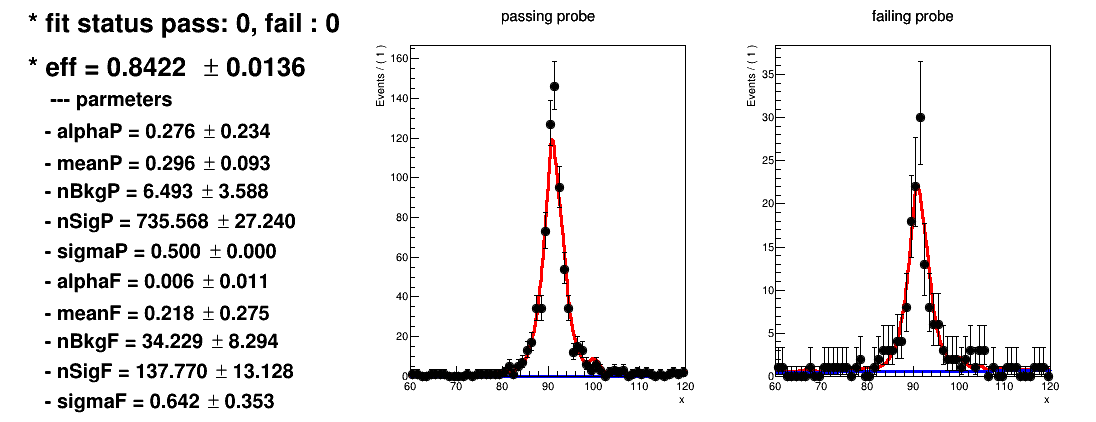 * fit status pass: 0, fail : 0
* eff = 0.8422 ± 0.0136
--- parmeters
- alphaP = 0.276 ± 0.234
- meanP = 0.296 ± 0.093
- nBkgP = 6.493 ± 3.588
- nSigP = 735.568 ± 27.240
- sigmaP = 0.500 ± 0.000
- alphaF = 0.006 ± 0.011
- meanF = 0.218 ± 0.275
- nBkgF = 34.229 ± 8.294
- nSigF = 137.770 ± 13.128
- sigmaF = 0.642 ± 0.353
passing probe
Events / ( 1 )
160
140
120
100
80
60
40
20
0
60 70 80 90 100 110 120
x
failing probe
Events / ( 1 )
35
30
25
20
15
10
5
0
60 70 80 90 100 110 120
x